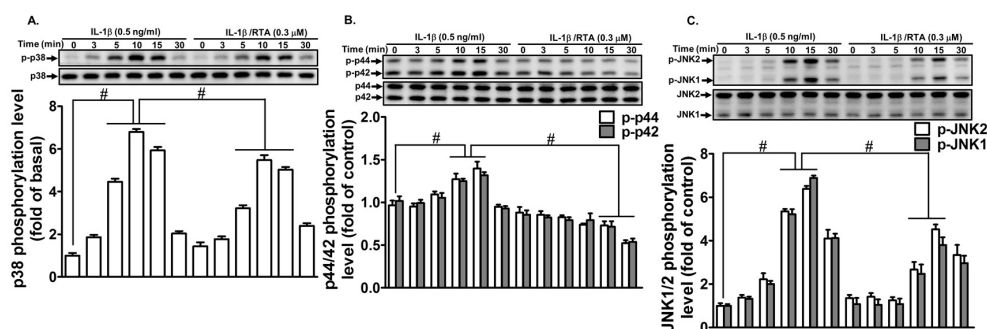 A.
IL-1β (0.5 ng/ml) IL-1β /RTA (0.3 μM)
Time (min) 0 3 5 10 15 30 0 3 5 10 15 30
p-p38
p38
p38 phosphorylation level
(fold of basal)
8
6
4
2
0
# #
B.
IL-1β (0.5 ng/ml) IL-1β /RTA (0.3 μM)
Time (min) 0 3 5 10 15 30 0 3 5 10 15 30
p-p44
p-p42
p44
p42
p-p44
p-p42
p44/42 phosphorylation
level (fold of control)
2.0
1.5
1.0
0.5
0.0
# #
C.
IL-1β (0.5 ng/ml) IL-1β /RTA (0.3 μM)
Time (min) 0 3 5 10 15 30 0 3 5 10 15 30
p-JNK2
p-JNK1
JNK2
JNK1
p-JNK2
p-JNK1
JNK1/2 phosphorylation
level (fold of control)
8
6
4
2
0
# #